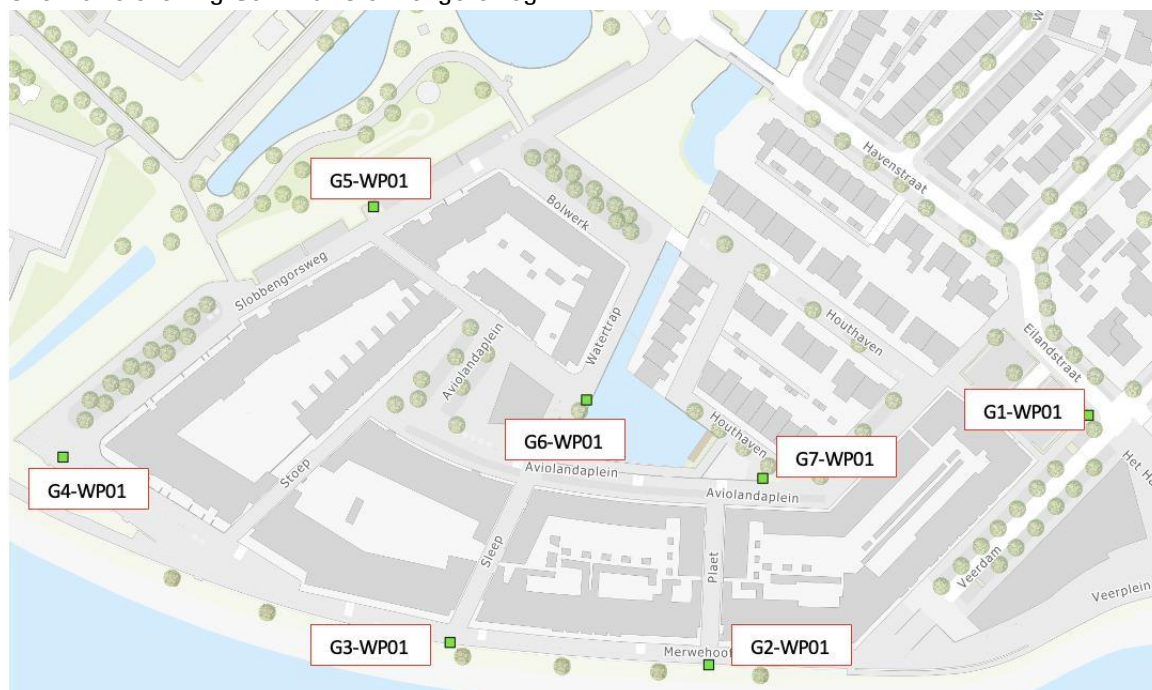 Havenstraat
G5-WP01
Bolwerk
Slobbengorsweg
Watertrap
Houthaven
Eilandstraat
Aviolandaplein
G1-WP01
G6-WP01
Houthaven
G7-WP01
G4-WP01
Stoep
Aviolandaplein
Aviolandaplein
Sleep
Plaet
Veerdam
Veerplein
G3-WP01
Merwehoof
G2-WP01